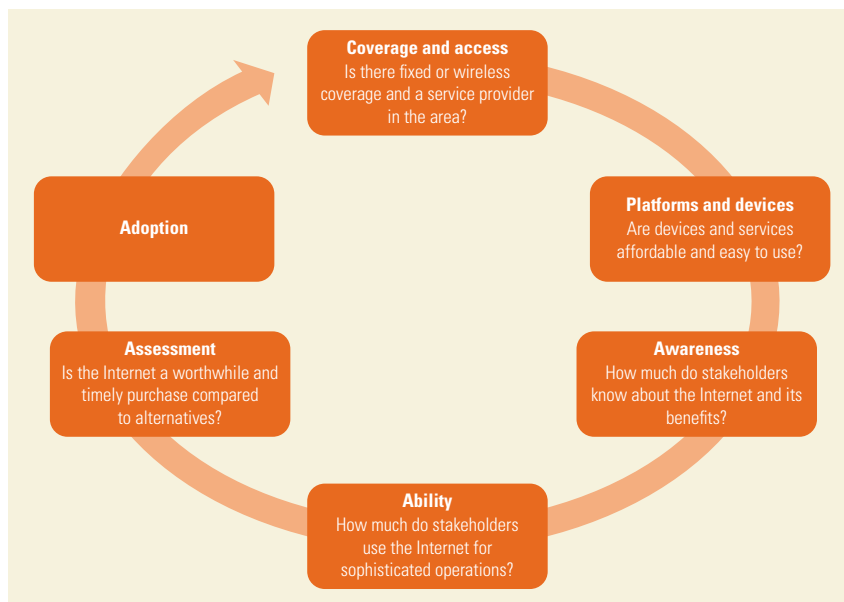 Coverage and access
Is there fixed or wireless
coverage and a service provider
in the area?
Platforms and devices
Are devices and services
affordable and easy to use?
Awareness
How much do stakeholders
know about the Internet and its
benefits?
Ability
How much do stakeholders
use the Internet for
sophisticated operations?
Assessment
Is the Internet a worthwhile and
timely purchase compared
to alternatives?
Adoption